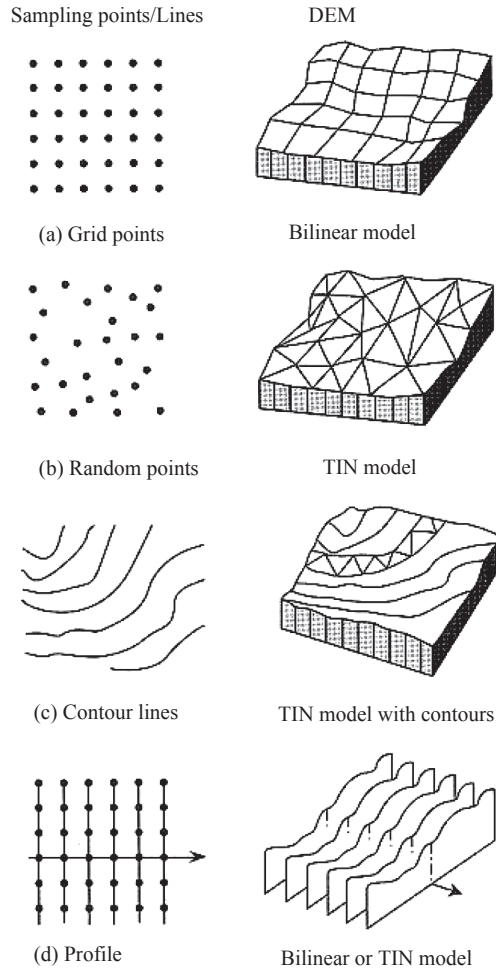 Sampling points/Lines
DEM
(a) Grid points
Bilinear model
(b) Random points
TIN model
(c) Contour lines
TIN model with contours
(d) Profile
Bilinear or TIN model